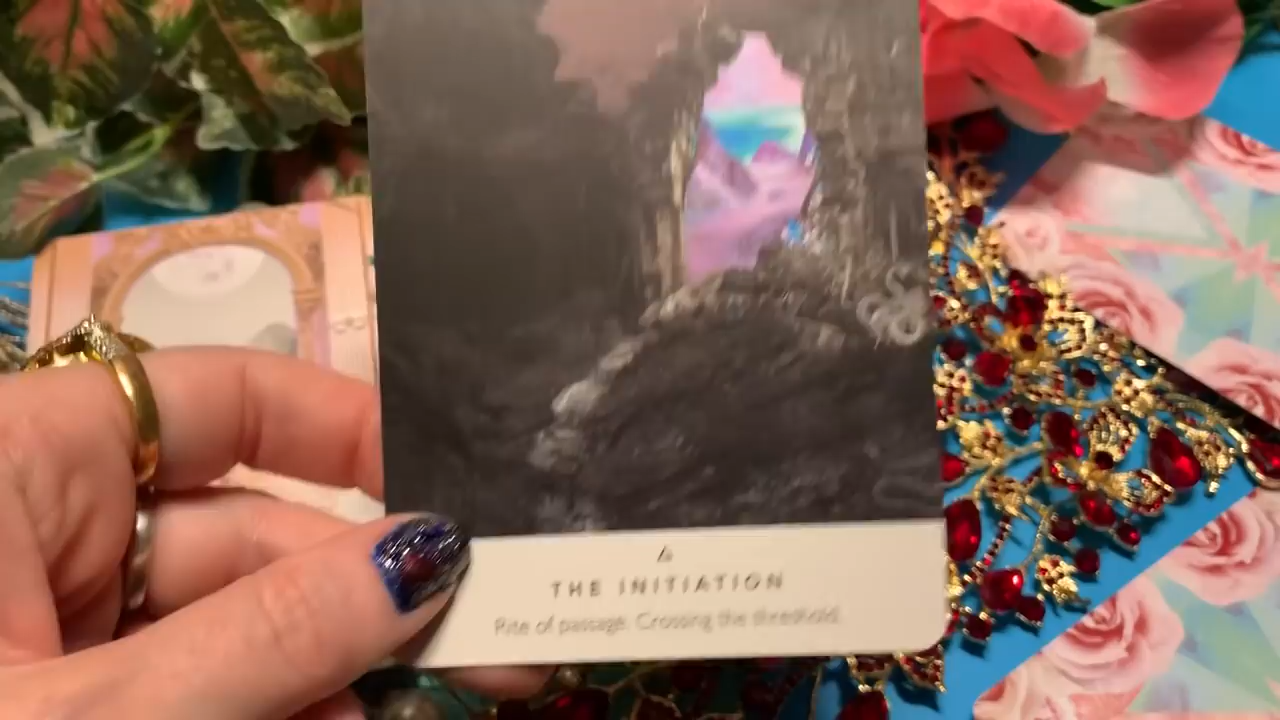 THE INITIATION
Rite of passage. Crossing the threshold.